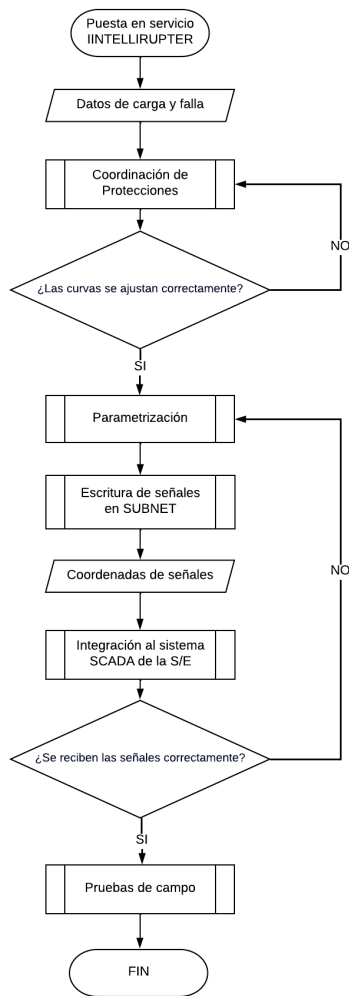 Puesta en servicio
IINTELLIRUPTER
Datos de carga y falla
Coordinación de
Protecciones
NO
¿Las curvas se ajustan correctamente?
SI
Parametrización
Escritura de señales
en SUBNET
NO
Coordenadas de señales
Integración al sistema
SCADA de la S/E
¿Se reciben las señales correctamente?
SI
Pruebas de campo
FIN